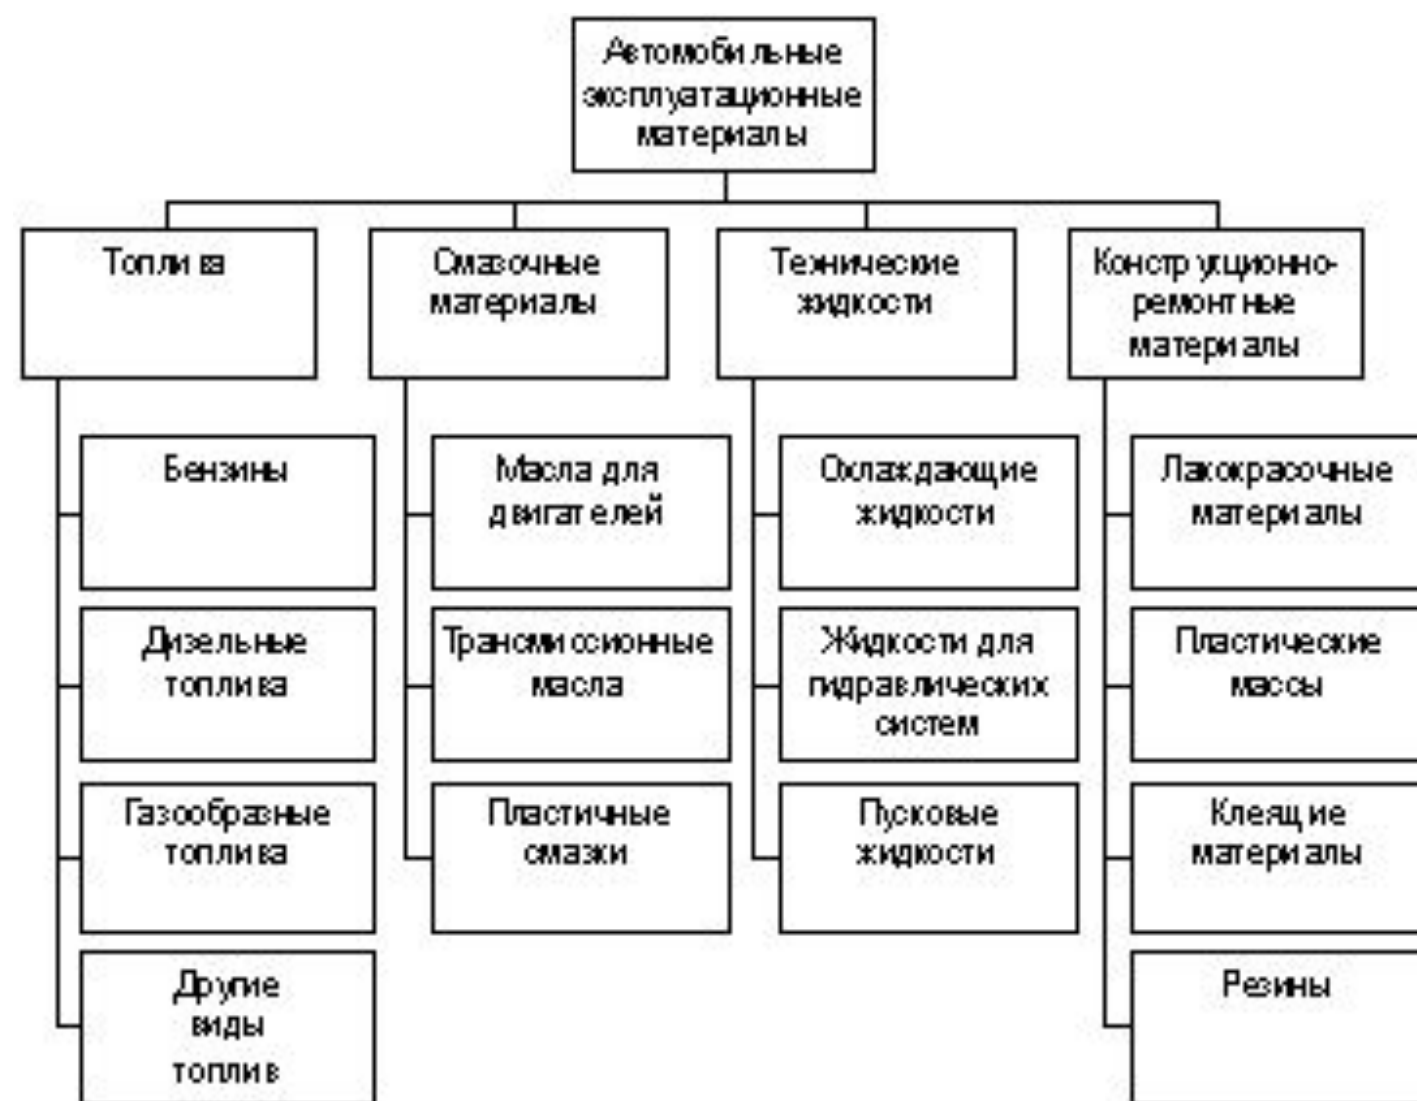 Автомобильные
эксплуатационные
материалы
Топлива
Смазочные
материалы
Технические
жидкости
Конструкционно-
ремонтные
материалы
Бензины
Масла для
двигателей
Охлаждающие
жидкости
Лакокрасочные
материалы
Дизельные
топлива
Трансмиссионные
масла
Жидкости для
гидравлических
систем
Пластические
массы
Газообразные
топлива
Пластичные
смазки
Пусковые
жидкости
Клеящие
материалы
Другие
виды
топлив
Резины